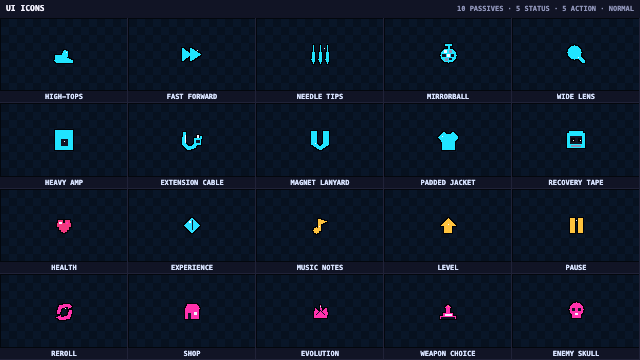 UI ICONS
10 PASSIVES · 5 STATUS · 5 ACTION · NORMAL
HIGH-TOPS
FAST FORWARD
NEEDLE TIPS
MIRRORBALL
WIDE LENS
HEAVY AMP
EXTENSION CABLE
MAGNET LANYARD
PADDED JACKET
RECOVERY TAPE
HEALTH
EXPERIENCE
MUSIC NOTES
LEVEL
PAUSE
REROLL
SHOP
EVOLUTION
WEAPON CHOICE
ENEMY SKULL